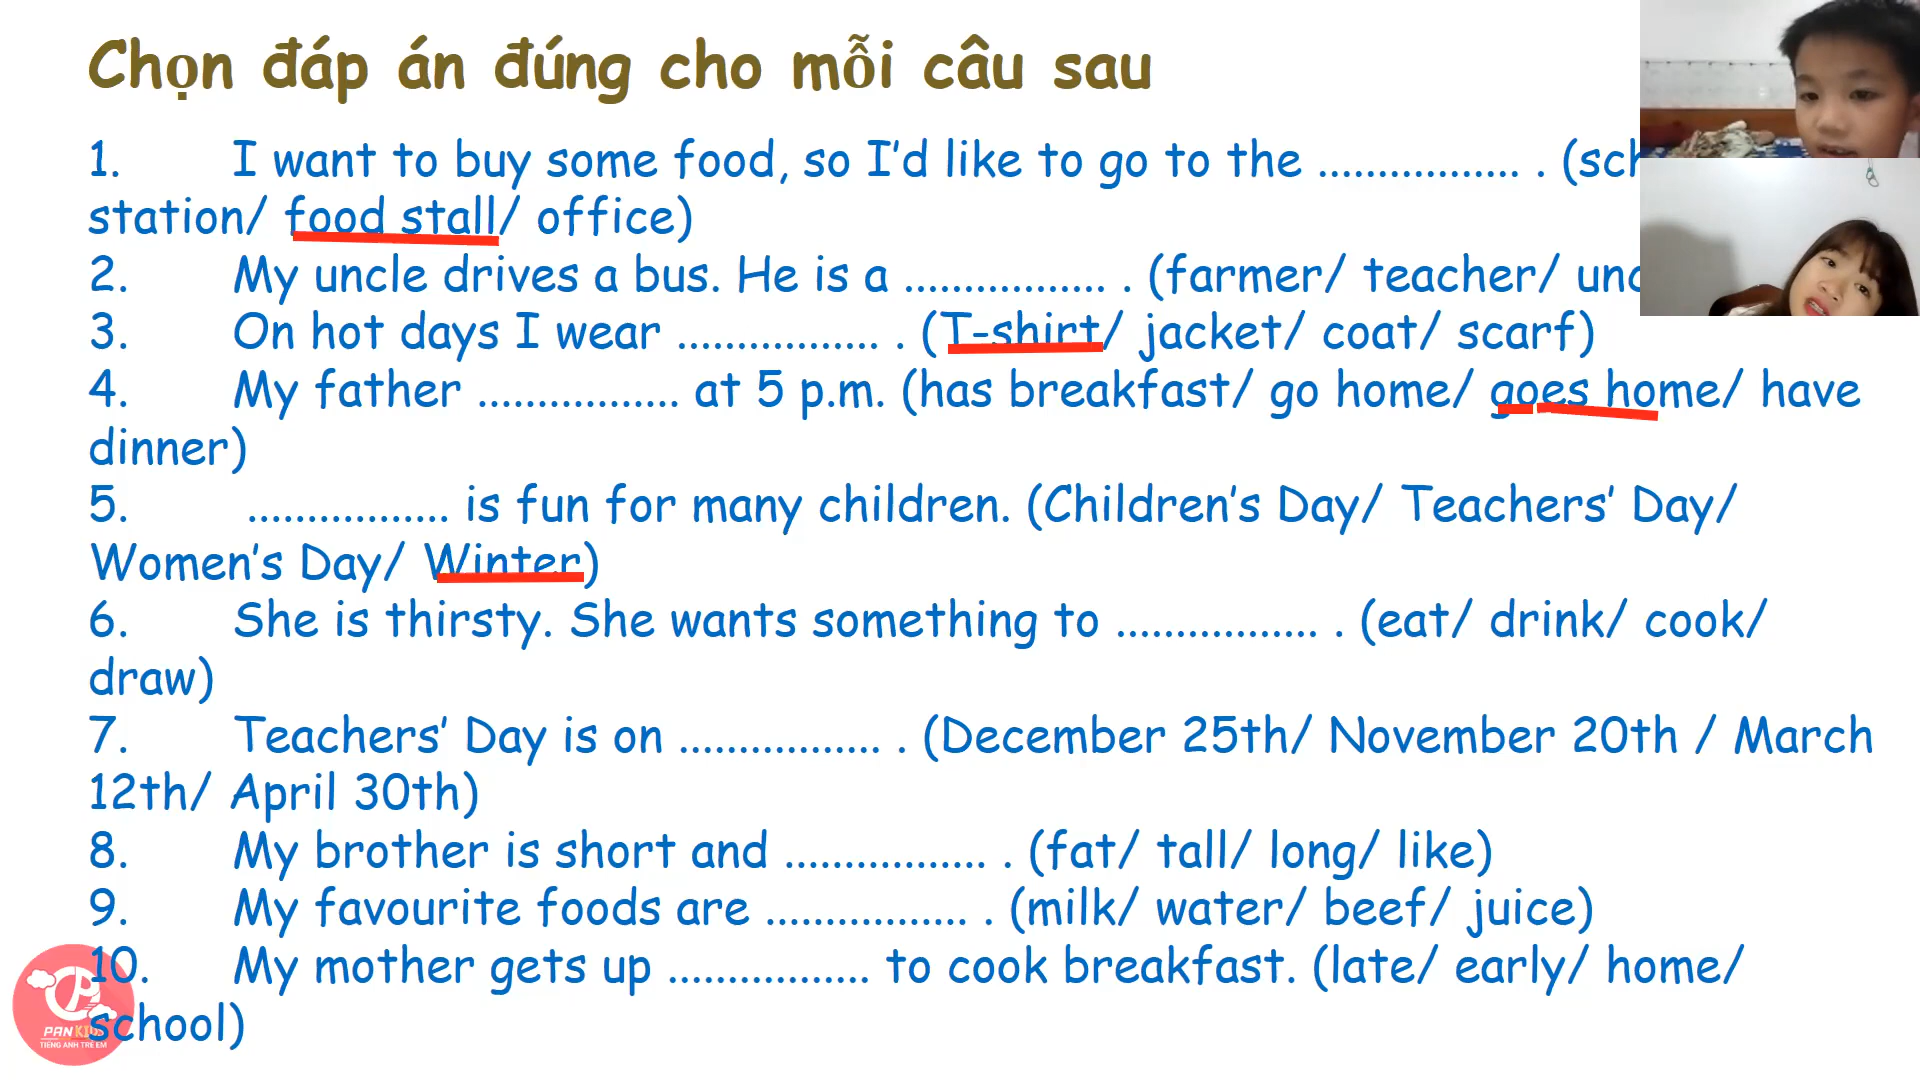 Chọn đáp án đúng cho mỗi câu sau
1. I want to buy some food, so I'd like to go to the ................. . (
station/ food stall/ office)
2. My uncle drives a bus. He is a ................. . (farmer/ teacher/
3. On hot days I wear ................. . (T-shirt/ jacket/ coat/ scarf)
4. My father ................. at 5 p.m. (has breakfast/ go home/ goes home/ have
dinner)
5. ................. is fun for many children. (Children's Day/ Teachers' Day/
Women's Day/ Winter)
6. She is thirsty. She wants something to ................. . (eat/ drink/ cook/
draw)
7. Teachers' Day is on ................. . (December 25th/ November 20th / March
12th/ April 30th)
8. My brother is short and ................. . (fat/ tall/ long/ like)
9. My favourite foods are ................. . (milk/ water/ beef/ juice)
10. My mother gets up ................. to cook breakfast. (late/ early/ home/
school)
PANKIDS
TIẾNG ANH TRẺ EM